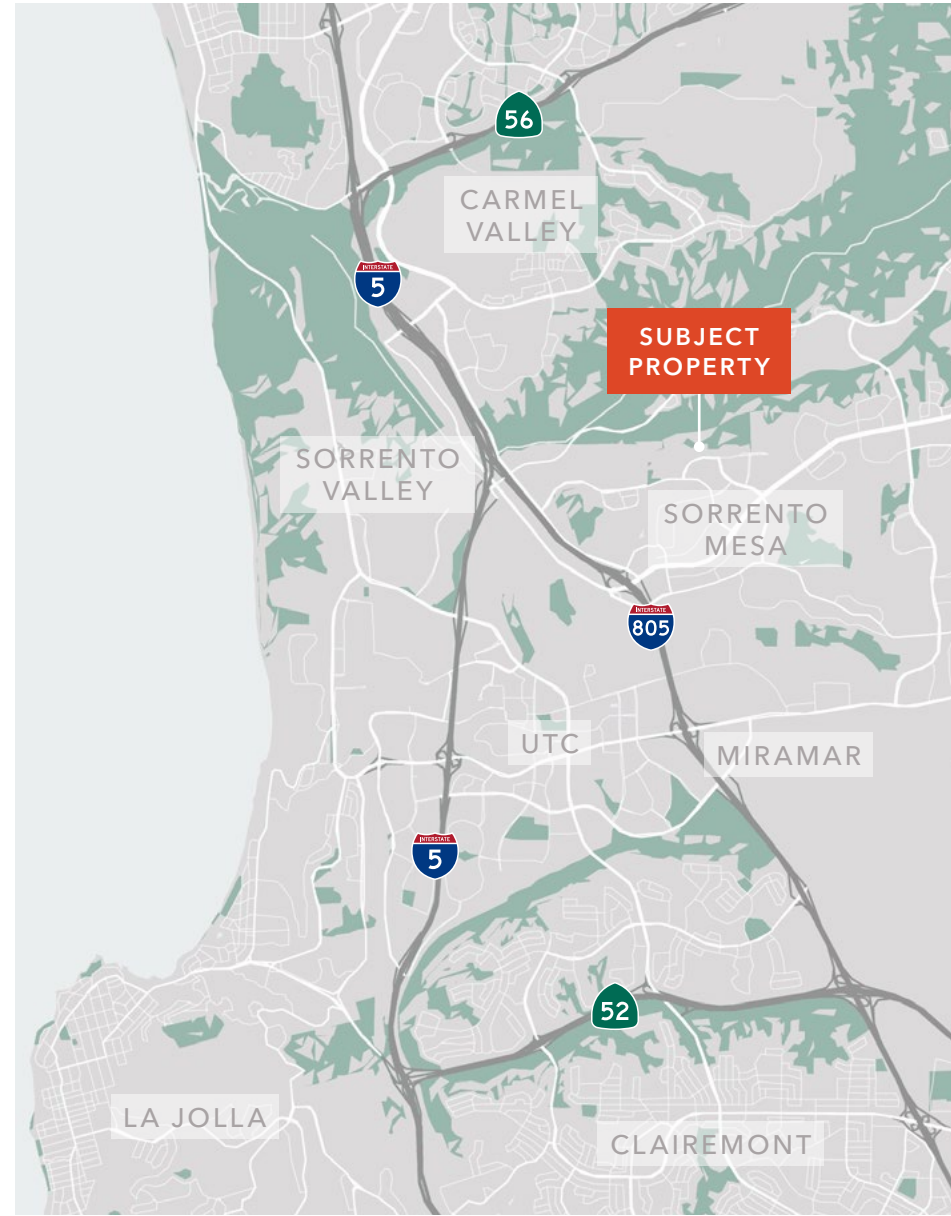 56
CARMEL
VALLEY
INTERSTATE
5
SUBJECT
PROPERTY
SORRENTO
VALLEY
SORRENTO
MESA
INTERSTATE
805
UTC
MIRAMAR
INTERSTATE
5
52
LA JOLLA
CLAIREMONT